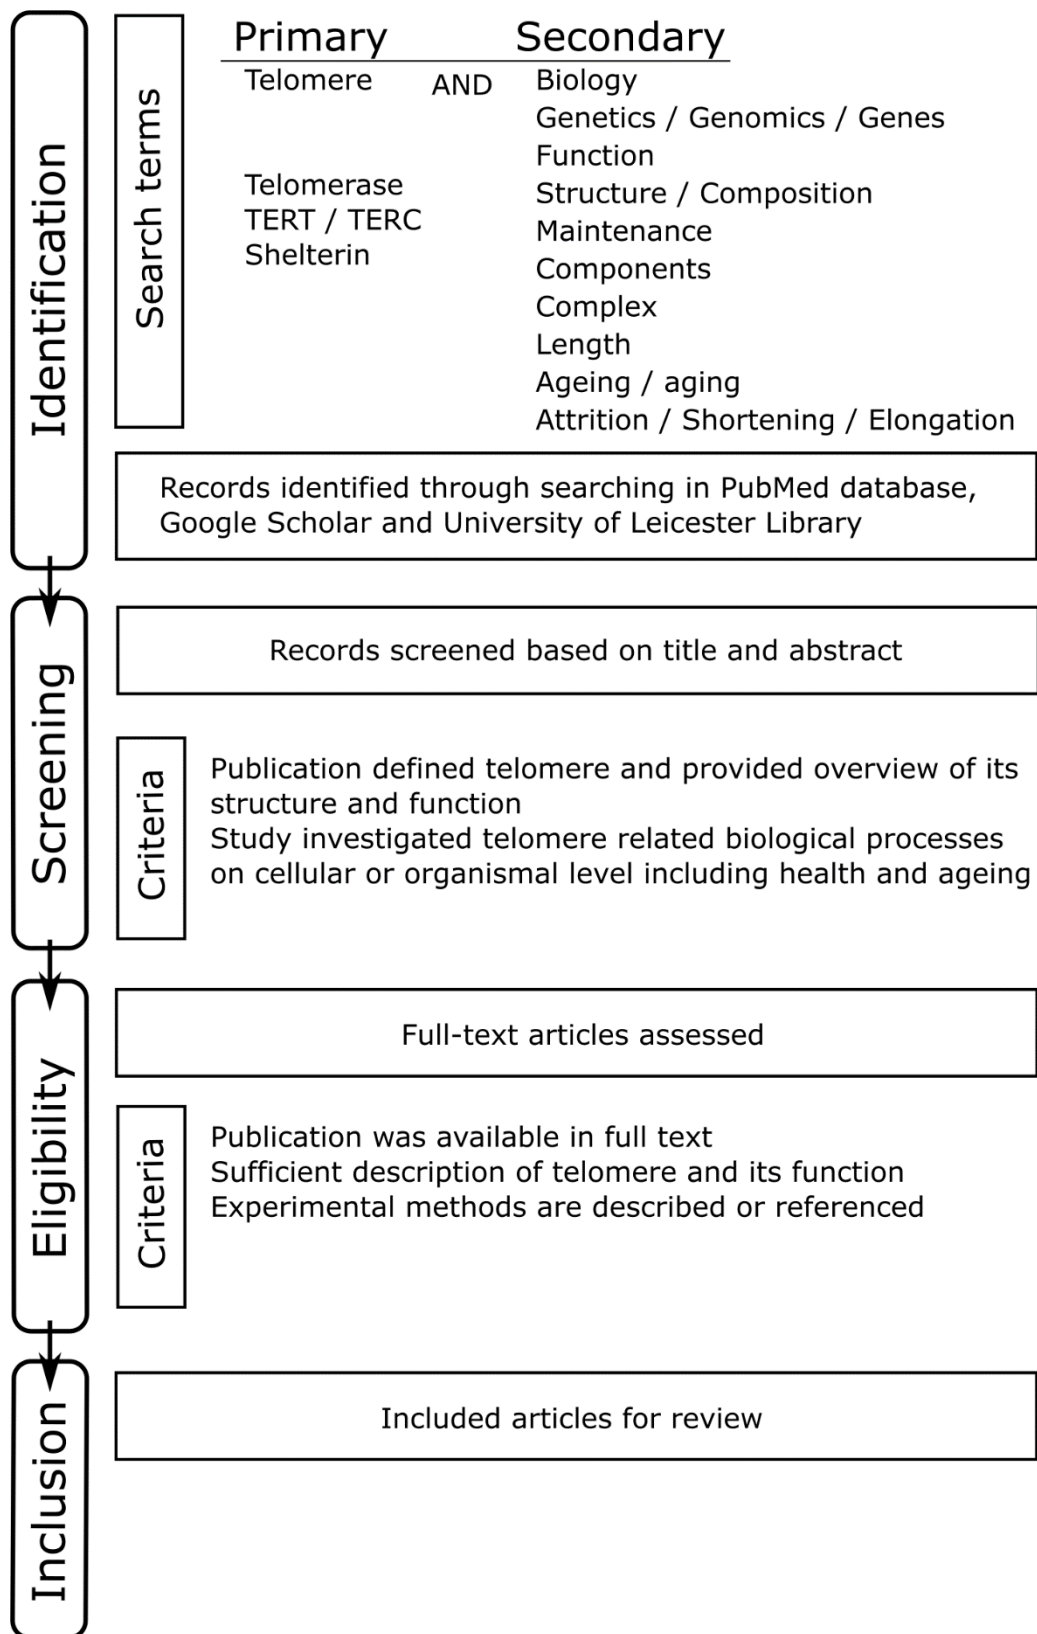 Identification
Search terms
Primary Secondary
Telomere AND Biology
Genetics / Genomics / Genes
Function
Telomerase
Structure / Composition
TERT / TERC
Maintenance
Shelterin
Components
Complex
Length
Ageing / aging
Attrition / Shortening / Elongation
Records identified through searching in PubMed database,
Google Scholar and University of Leicester Library
Screening
Records screened based on title and abstract
Criteria
Publication defined telomere and provided overview of its
structure and function
Study investigated telomere related biological processes
on cellular or organismal level including health and ageing
Eligibility
Full-text articles assessed
Criteria
Publication was available in full text
Sufficient description of telomere and its function
Experimental methods are described or referenced
Inclusion
Included articles for review